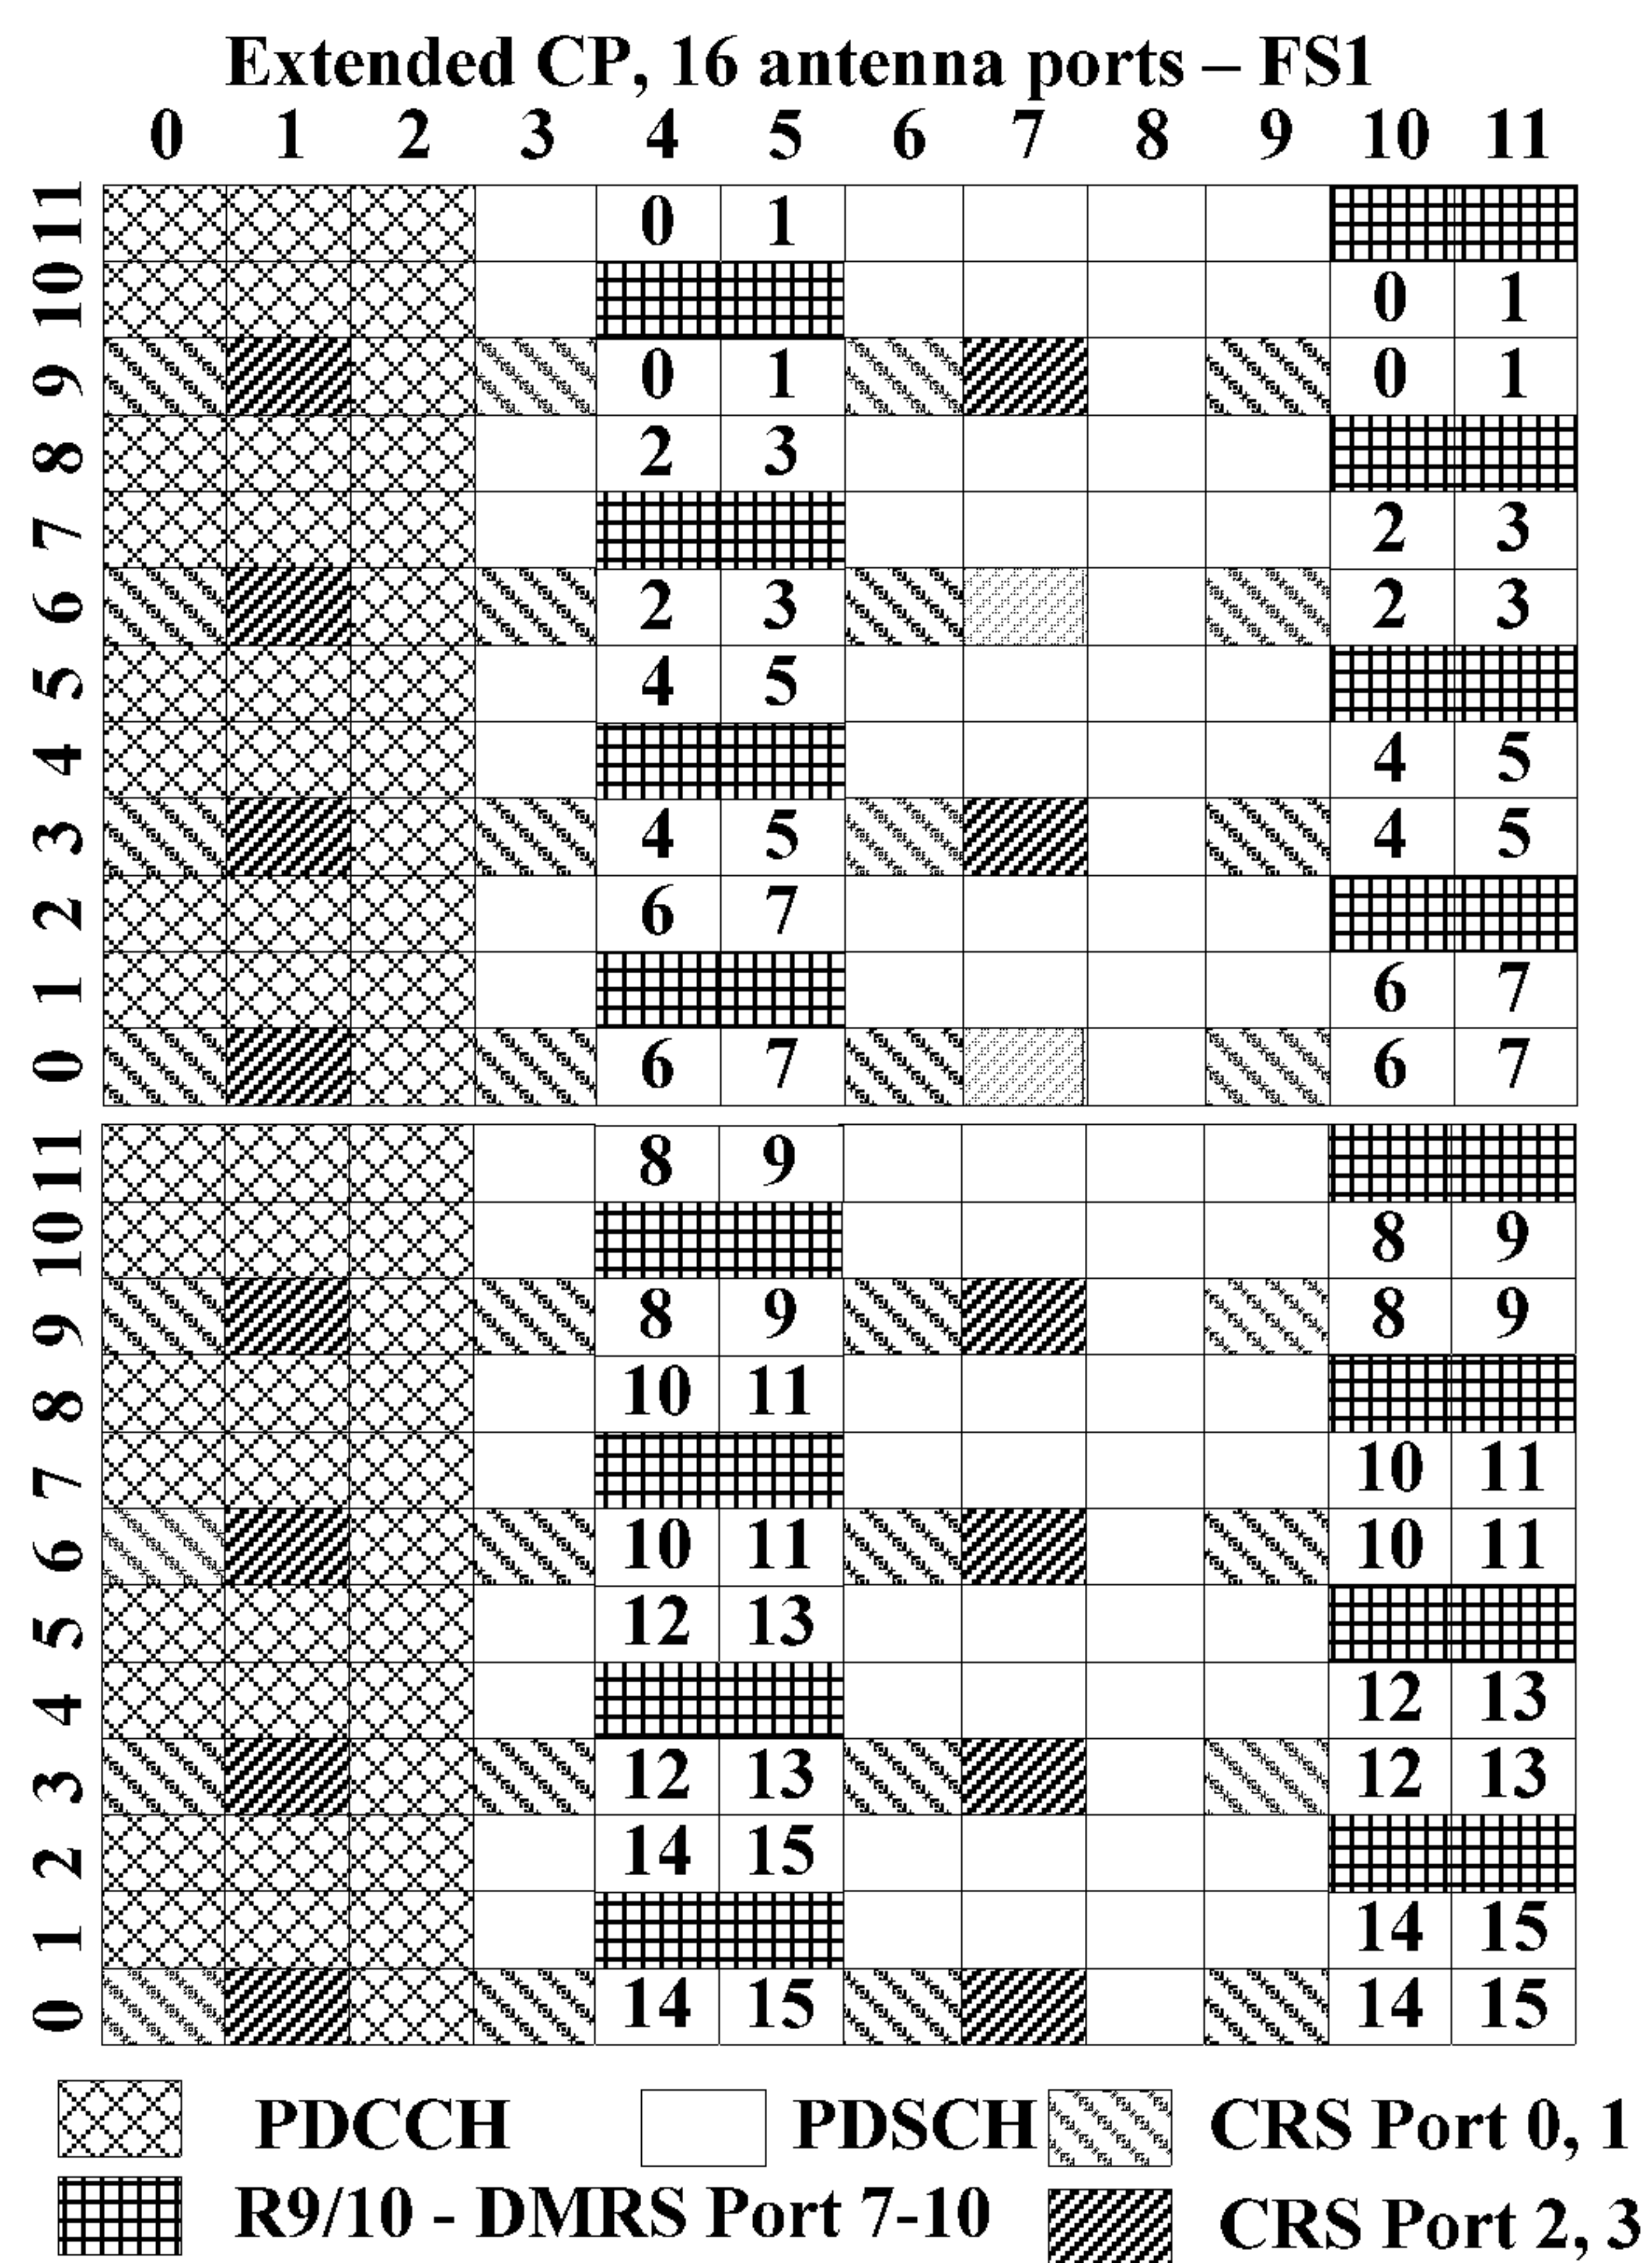 Extended CP, 16 antenna ports – FS1
0 1 2 3 4 5 6 7 8 9 10 11
11 0 1
10 0 1
9 0 1 0 1
8 2 3
7 2 3
6 2 3 2 3
5 4 5
4 4 5
3 4 5 4 5
2 6 7
1 6 7
0 6 7 6 7
11 8 9
10 8 9
9 8 9 8 9
8 10 11
7 10 11
6 10 11 10 11
5 12 13
4 12 13
3 12 13 12 13
2 14 15
1 14 15
0 14 15 14 15
PDCCH PDSCH CRS Port 0, 1
R9/10 - DMRS Port 7-10 CRS Port 2, 3